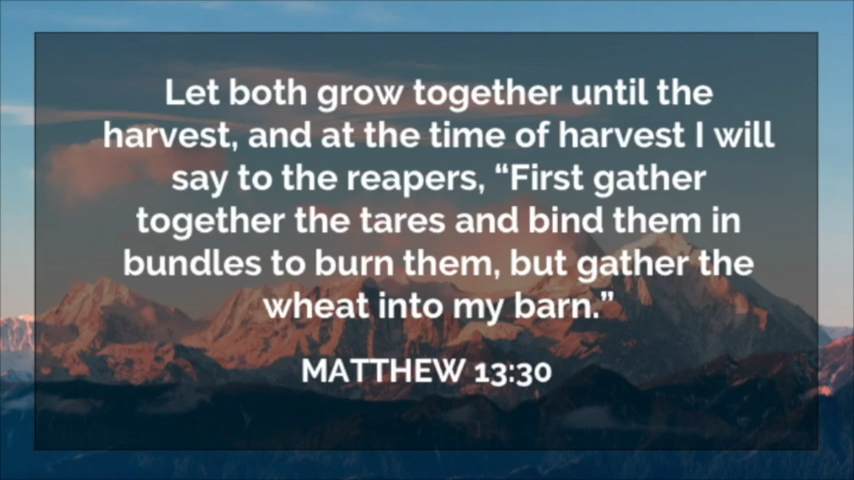 Let both grow together until the
harvest, and at the time of harvest I will
say to the reapers, “First gather
together the tares and bind them in
bundles to burn them, but gather the
wheat into my barn.”
MATTHEW 13:30